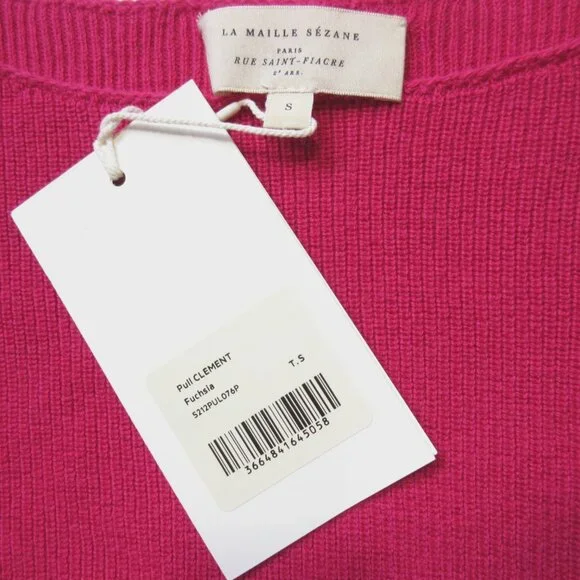 LA MAILLE SÉZANE
PARIS
RUE SAINT-FIACRE
2e ARR.
S
Pull CLEMENT
Fuchsia
T. S
S212PUL076P
3664841645058